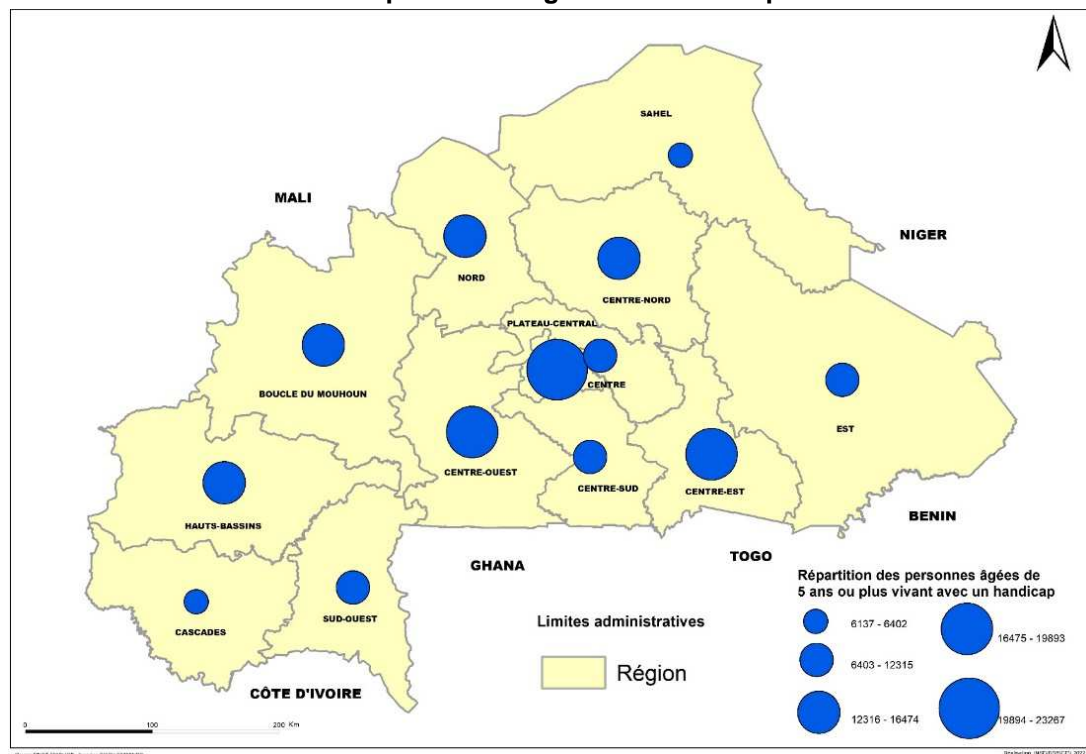 SAHEL
MALI
NIGER
NORD
CENTRE-NORD
PLATEAU-CENTRAL
CENTRE
BOUCLE DU MOUHOUN
EST
CENTRE-OUEST
CENTRE-SUD
CENTRE-EST
HAUTS-BASSINS
BENIN
GHANA
TOGO
SUD-OUEST
CASCADES
CÔTE D'IVOIRE
Limites administratives
Région
Répartition des personnes âgées de
5 ans ou plus vivant avec un handicap
6137 - 6402
6403 - 12315
12316 - 16474
16475 - 19893
19894 - 23267
0 100 200 Km